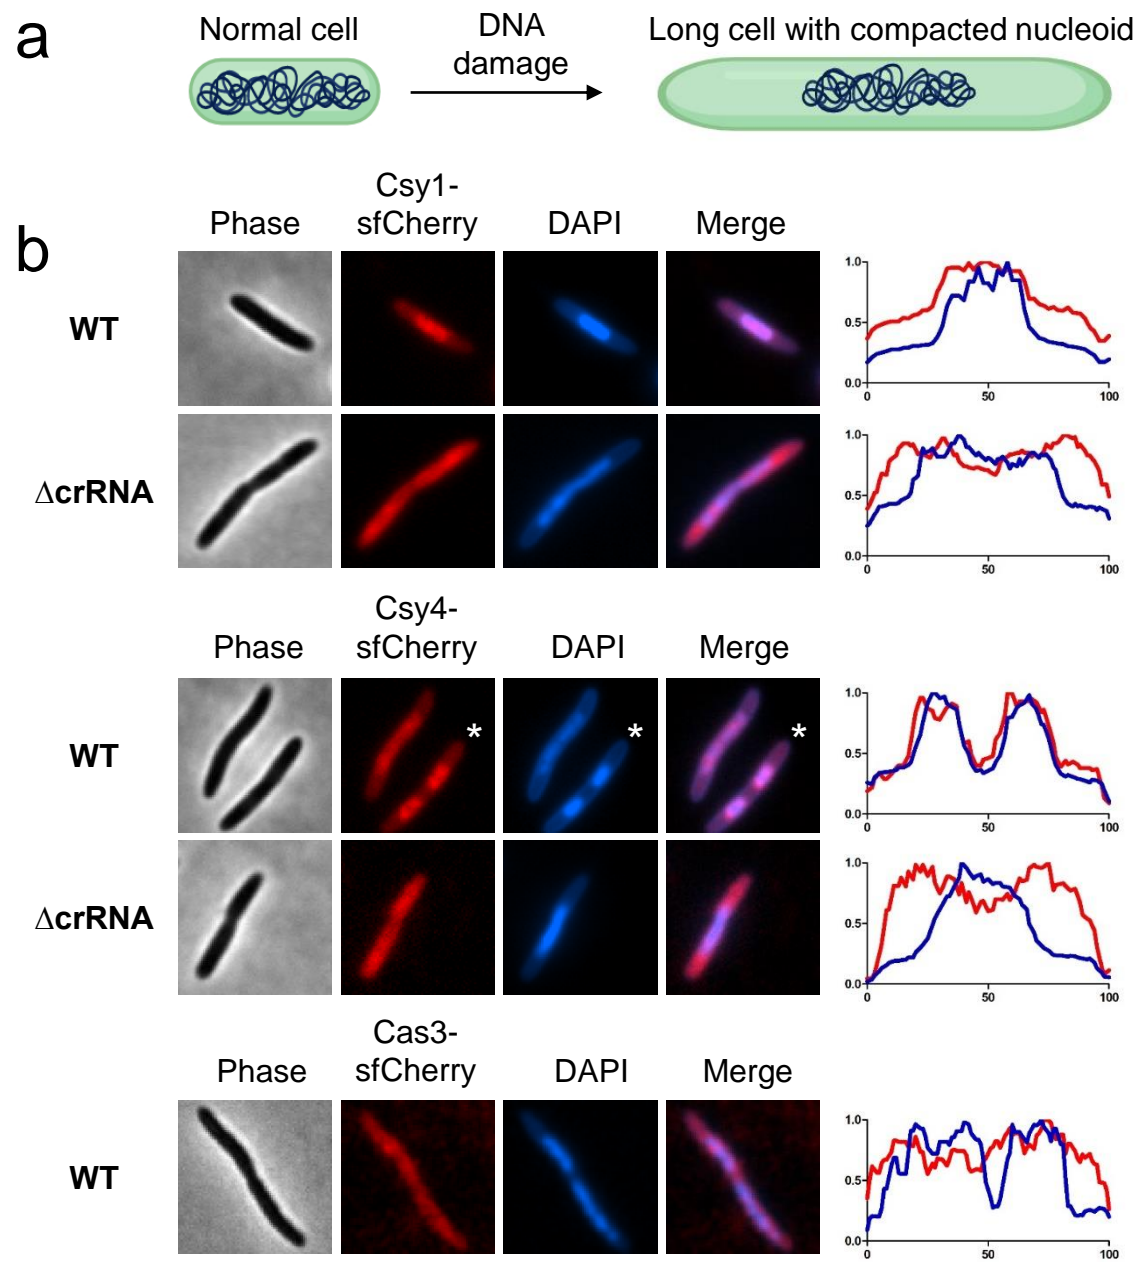 a
Normal cell
DNA
damage
Long cell with compacted nucleoid
b
Phase
Csy1-
sfCherry
DAPI
Merge
WT
1.0
0.5
0.0
0
50
100
ΔcrRNA
1.0
0.5
0.0
0
50
100
Phase
Csy4-
sfCherry
DAPI
Merge
WT
*
*
*
1.0
0.5
0.0
0
50
100
ΔcrRNA
1.0
0.5
0.0
0
50
100
Phase
Cas3-
sfCherry
DAPI
Merge
WT
1.0
0.5
0.0
0
50
100